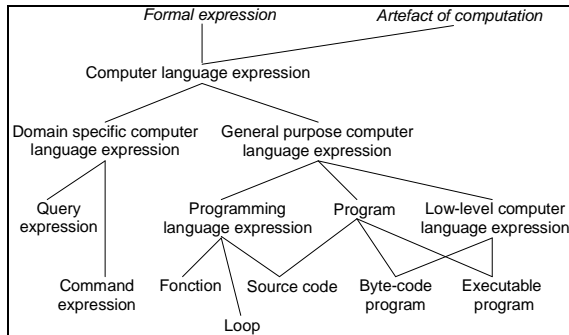 Formal expression
Artefact of computation
Computer language expression
Domain specific computer
language expression
General purpose computer
language expression
Query
expression
Programming
language expression
Program
Low-level computer
language expression
Command
expression
Fonction
Source code
Byte-code
program
Executable
program
Loop